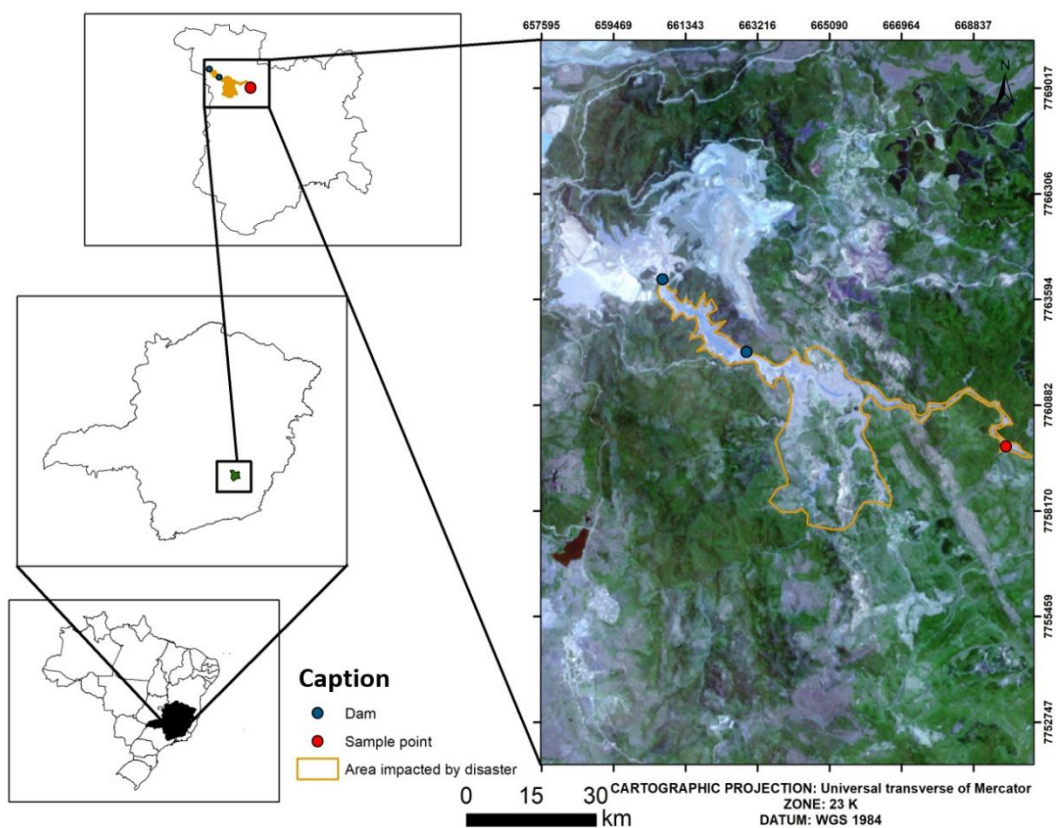 657595 659469 661343 663216 665090 666964 668837
N
7769017
7766306
7763594
7760882
7758170
7755459
7752747
Caption
Dam
Sample point
Area impacted by disaster
0 15 30
km
CARTOGRAPHIC PROJECTION: Universal transverse of Mercator
ZONE: 23 K
DATUM: WGS 1984